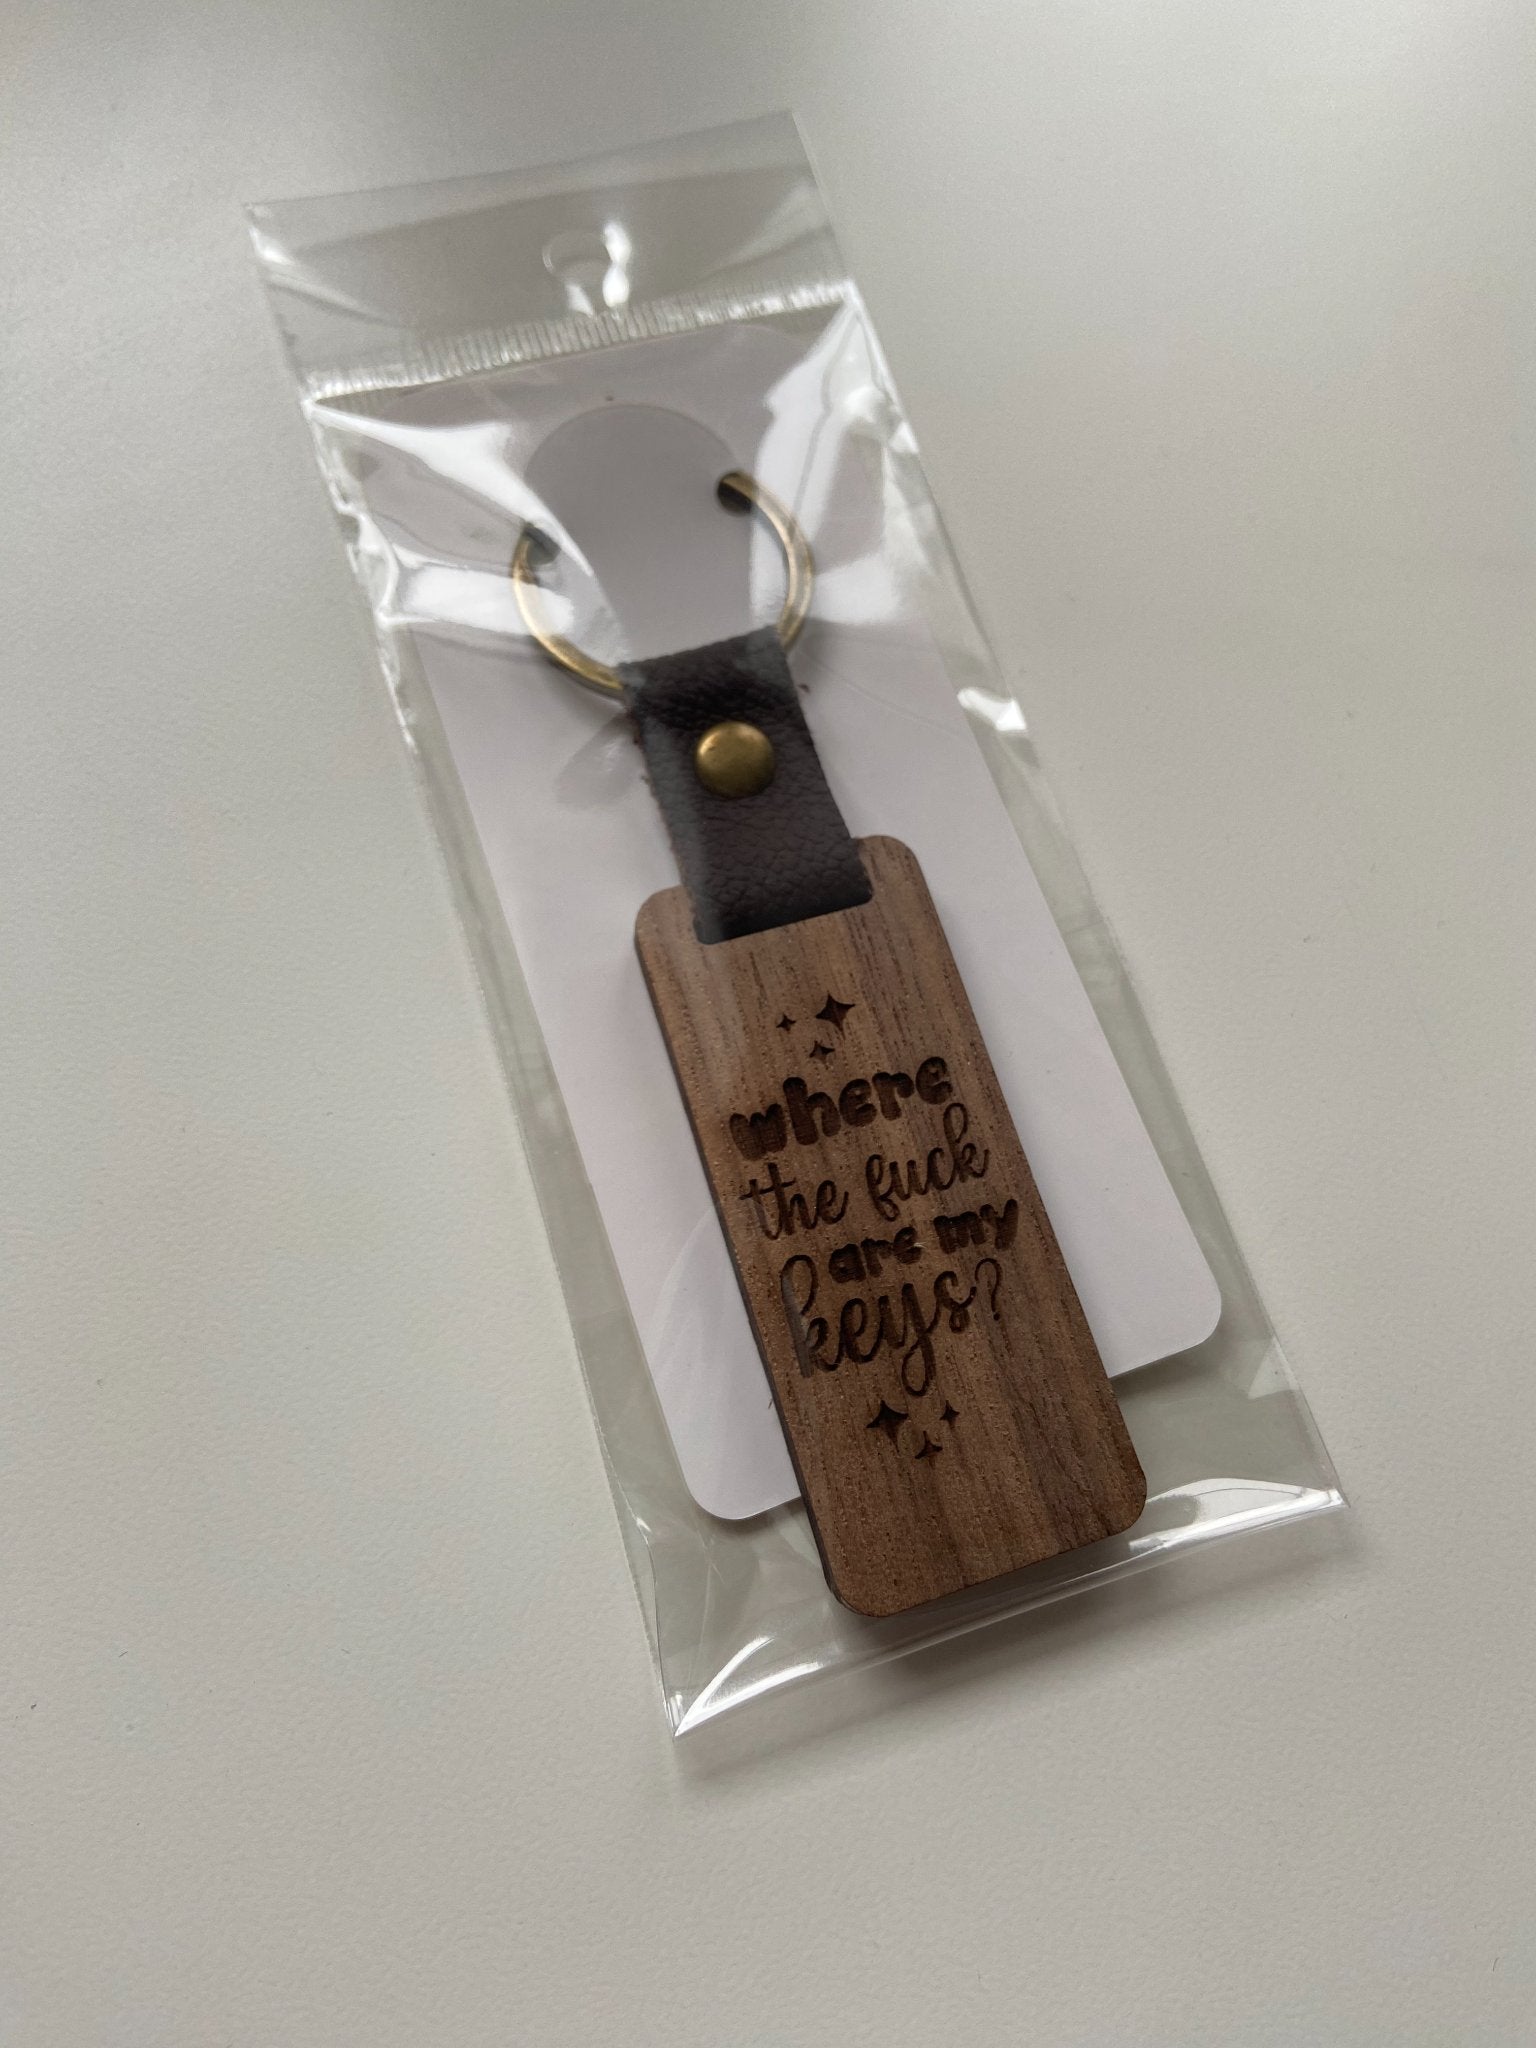 where
the fuck
are my
keys?